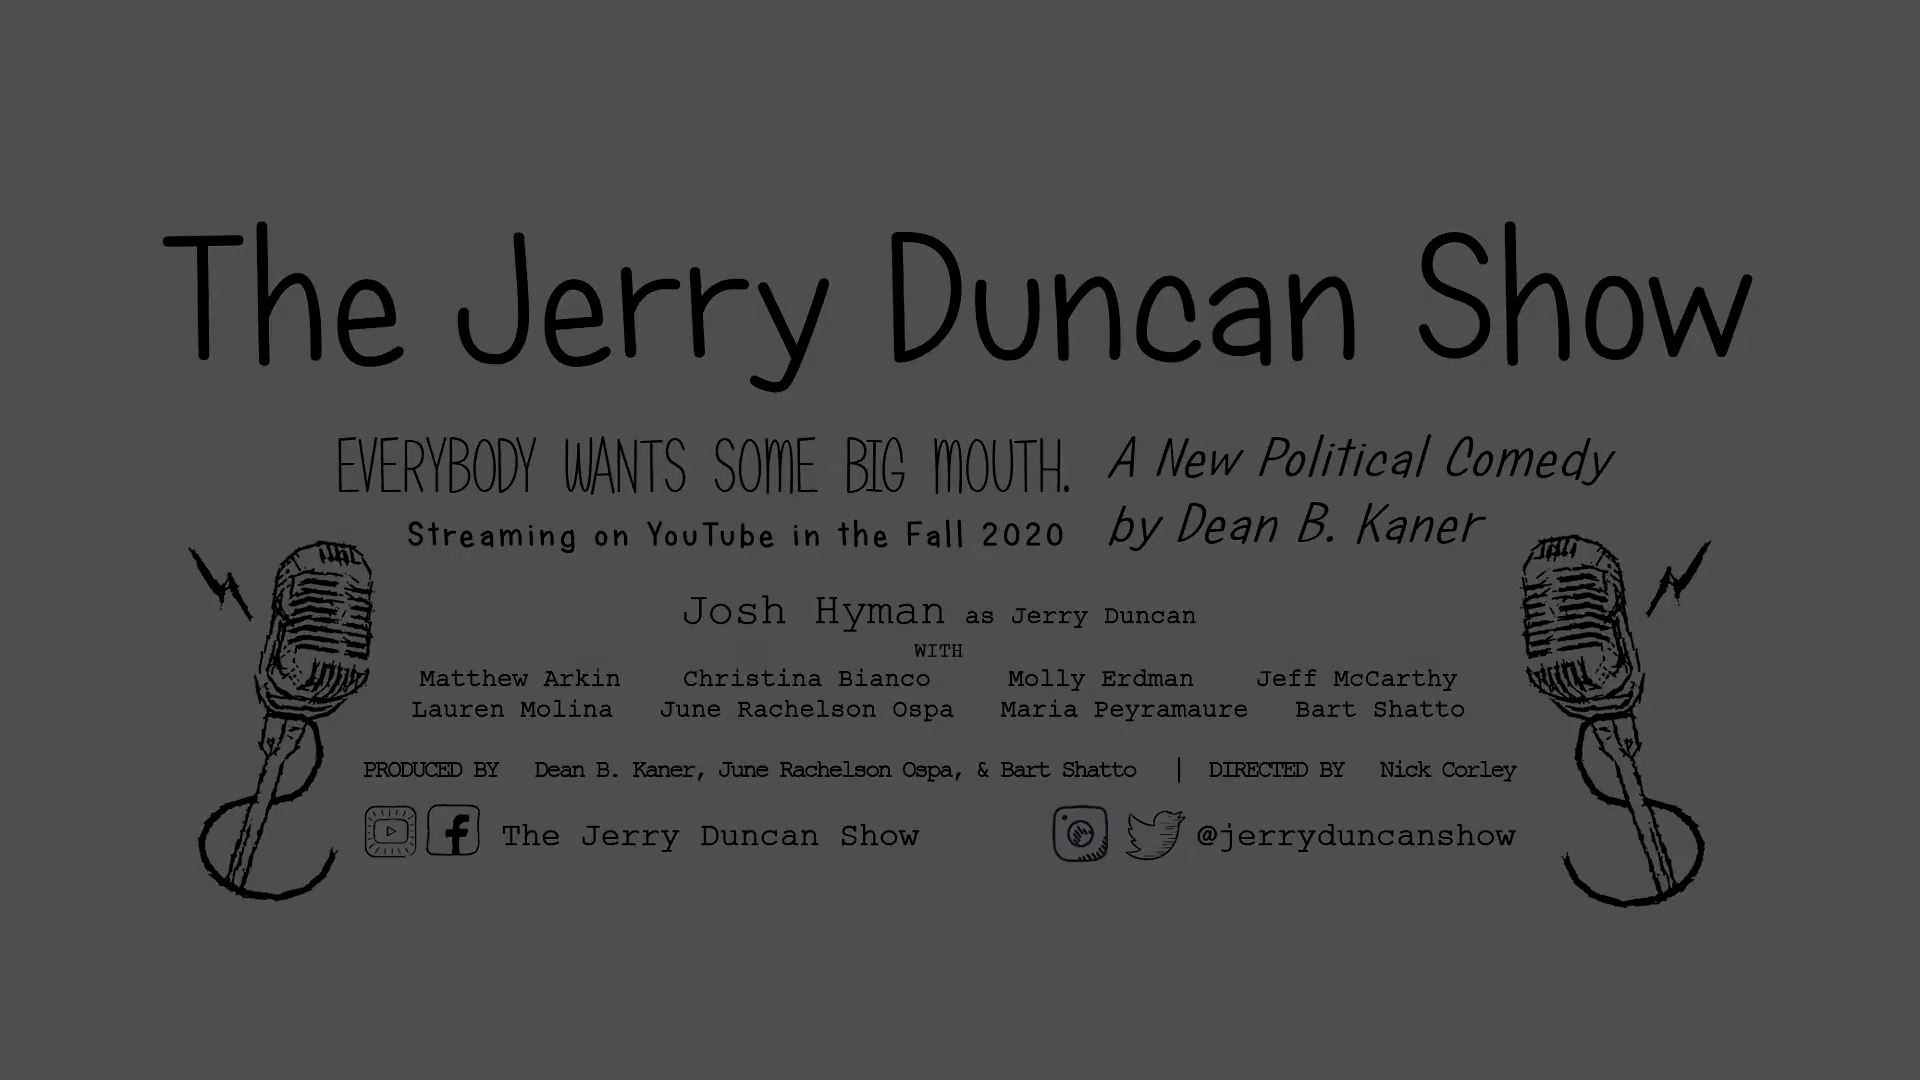 The Jerry Duncan Show
EVERYBODY WANTS SOME BIG MOUTH.
Streaming on YouTube in the Fall 2020
A New Political Comedy
by Dean B. Kaner
Josh Hyman as Jerry Duncan
WITH
Matthew Arkin Christina Bianco Molly Erdman Jeff McCarthy
Lauren Molina June Rachelson Ospa Maria Peyramaure Bart Shatto
PRODUCED BY Dean B. Kaner, June Rachelson Ospa, & Bart Shatto | DIRECTED BY Nick Corley
The Jerry Duncan Show @jerryduncanshow